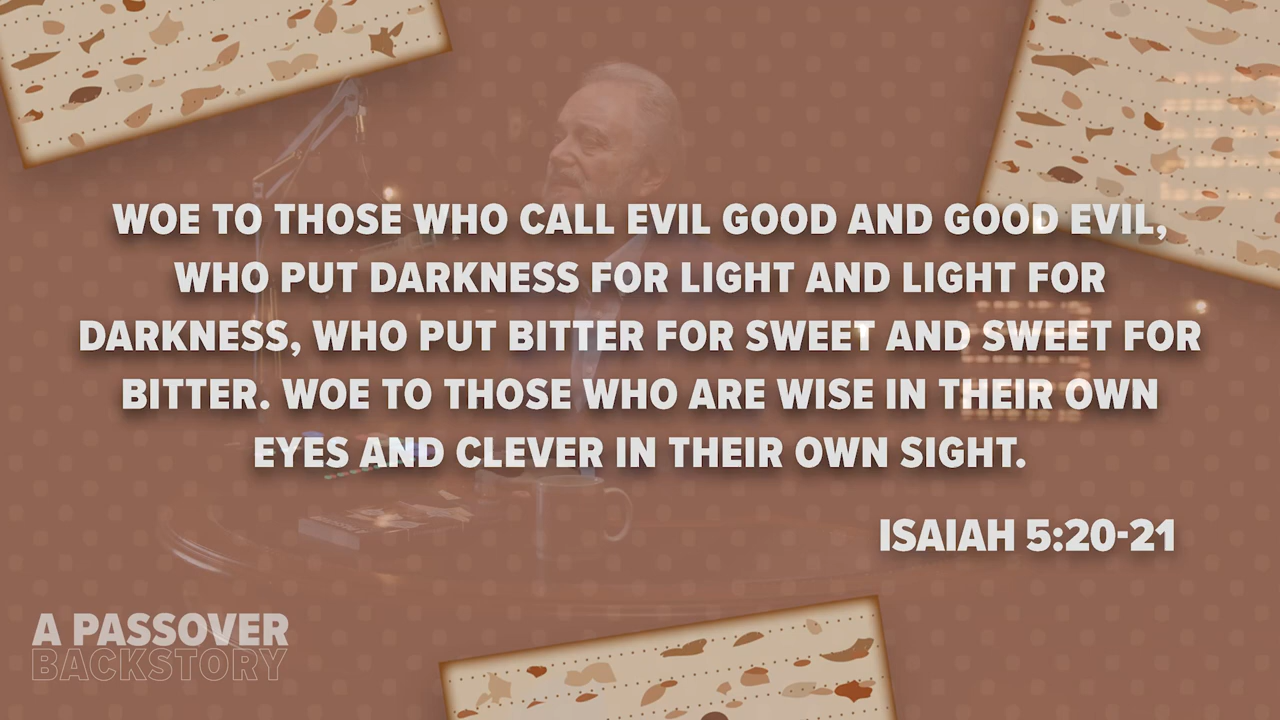 WOE TO THOSE WHO CALL EVIL GOOD AND GOOD EVIL,
WHO PUT DARKNESS FOR LIGHT AND LIGHT FOR
DARKNESS, WHO PUT BITTER FOR SWEET AND SWEET FOR
BITTER. WOE TO THOSE WHO ARE WISE IN THEIR OWN
EYES AND CLEVER IN THEIR OWN SIGHT.
ISAIAH 5:20-21
A PASSOVER
BACKSTORY